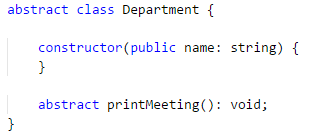 abstract class Department {
constructor(public name: string) {
}
abstract printMeeting(): void;
}